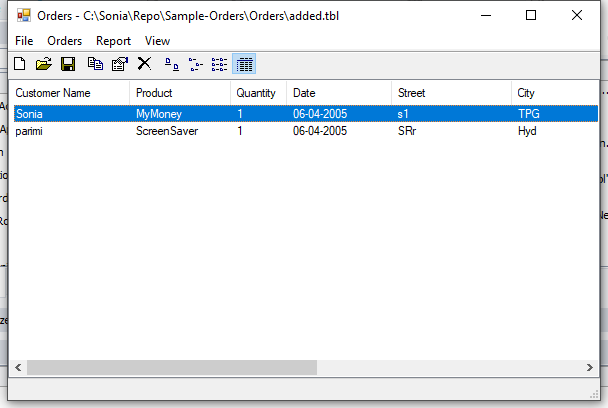 Orders - C:\Sonia\Repo\Sample-Orders\Orders\added.tbl
File Orders Report View
Customer Name Product Quantity Date Street City
Sonia MyMoney 1 06-04-2005 s1 TPG
parimi ScreenSaver 1 06-04-2005 SRr Hyd